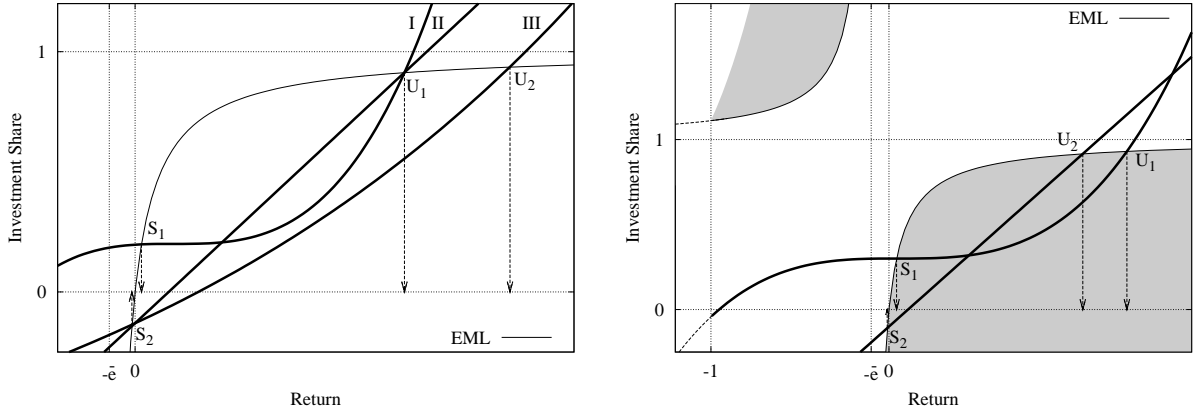 I II III
1
U1
U2
S1
0
S2
EML
-ē 0
Return
Investment Share
EML
1
U2
U1
S1
0
S2
-1 -ē 0
Return
Investment Share